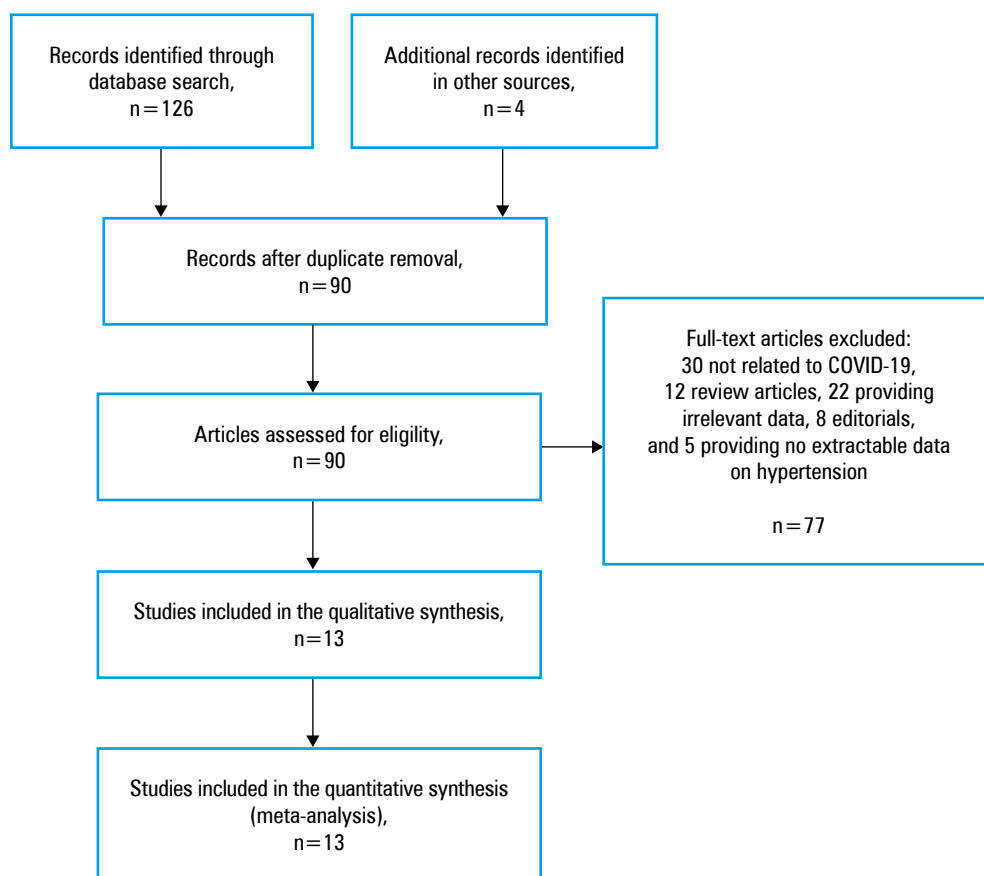 Records identified through
database search,
n=126
Additional records identified
in other sources,
n=4
Records after duplicate removal,
n=90
Articles assessed for eligility,
n=90
Full-text articles excluded:
30 not related to COVID-19,
12 review articles, 22 providing
irrelevant data, 8 editorials,
and 5 providing no extractable data
on hypertension
n=77
Studies included in the qualitative synthesis,
n=13
Studies included in the quantitative synthesis
(meta-analysis),
n=13